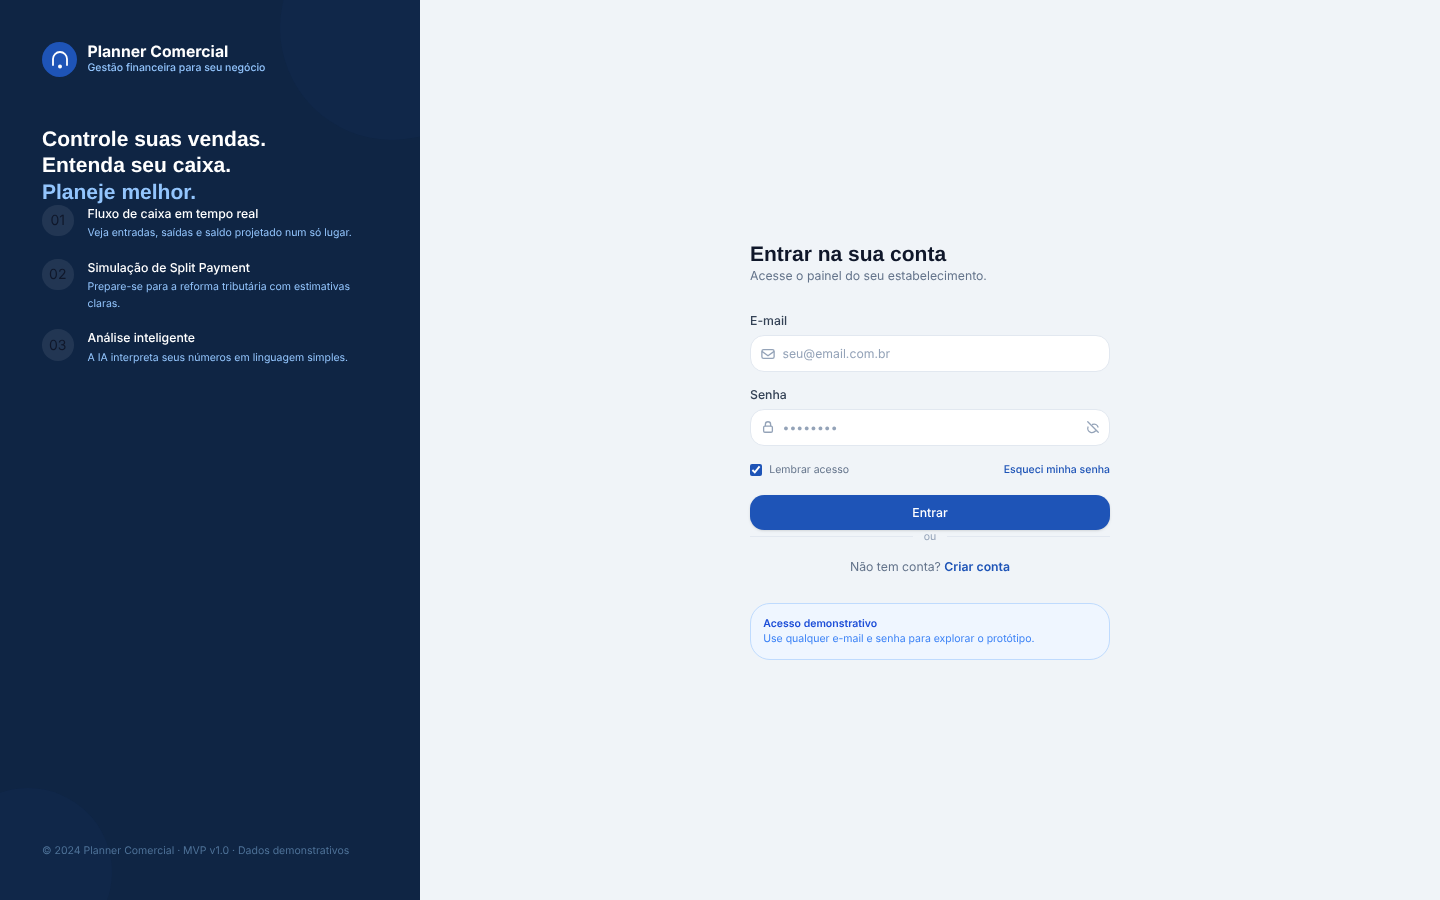 Planner Comercial
Gestão financeira para seu negócio
Controle suas vendas.
Entenda seu caixa.
Planeje melhor.
01
Fluxo de caixa em tempo real
Veja entradas, saídas e saldo projetado num só lugar.
02
Simulação de Split Payment
Prepare-se para a reforma tributária com estimativas
claras.
03
Análise inteligente
A IA interpreta seus números em linguagem simples.
© 2024 Planner Comercial · MVP v1.0 · Dados demonstrativos
Entrar na sua conta
Acesse o painel do seu estabelecimento.
E-mail
seu@email.com.br
Senha
••••••••
Lembrar acesso
Esqueci minha senha
Entrar
ou
Não tem conta? Criar conta
Acesso demonstrativo
Use qualquer e-mail e senha para explorar o protótipo.